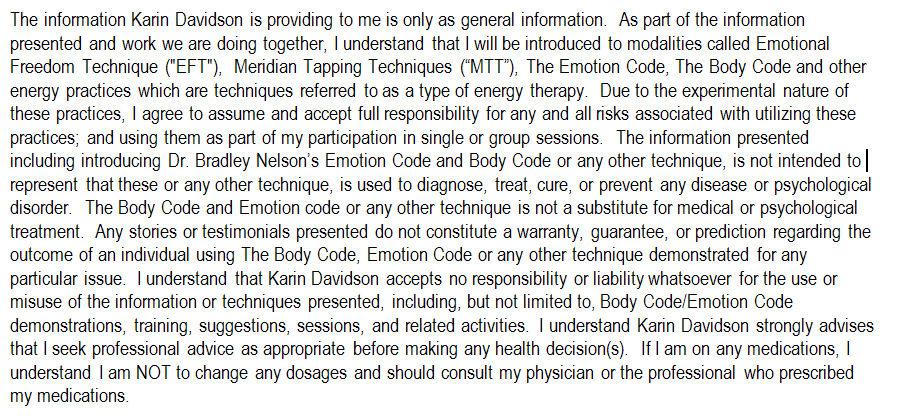 The information Karin Davidson is providing to me is only as general information.  As part of the information
presented and work we are doing together, I understand that I will be introduced to modalities called Emotional
Freedom Technique ("EFT"),  Meridian Tapping Techniques (“MTT”), The Emotion Code, The Body Code and other
energy practices which are techniques referred to as a type of energy therapy.  Due to the experimental nature of
these practices, I agree to assume and accept full responsibility for any and all risks associated with utilizing these
practices; and using them as part of my participation in single or group sessions.  The information presented
including introducing Dr. Bradley Nelson’s Emotion Code and Body Code or any other technique, is not intended to
represent that these or any other technique, is used to diagnose, treat, cure, or prevent any disease or psychological
disorder.  The Body Code and Emotion code or any other technique is not a substitute for medical or psychological
treatment.  Any stories or testimonials presented do not constitute a warranty, guarantee, or prediction regarding the
outcome of an individual using The Body Code, Emotion Code or any other technique demonstrated for any
particular issue.  I understand that Karin Davidson accepts no responsibility or liability whatsoever for the use or
misuse of the information or techniques presented, including, but not limited to, Body Code/Emotion Code
demonstrations, training, suggestions, sessions, and related activities.  I understand Karin Davidson strongly advises
that I seek professional advice as appropriate before making any health decision(s).  If I am on any medications, I
understand I am NOT to change any dosages and should consult my physician or the professional who prescribed
my medications.